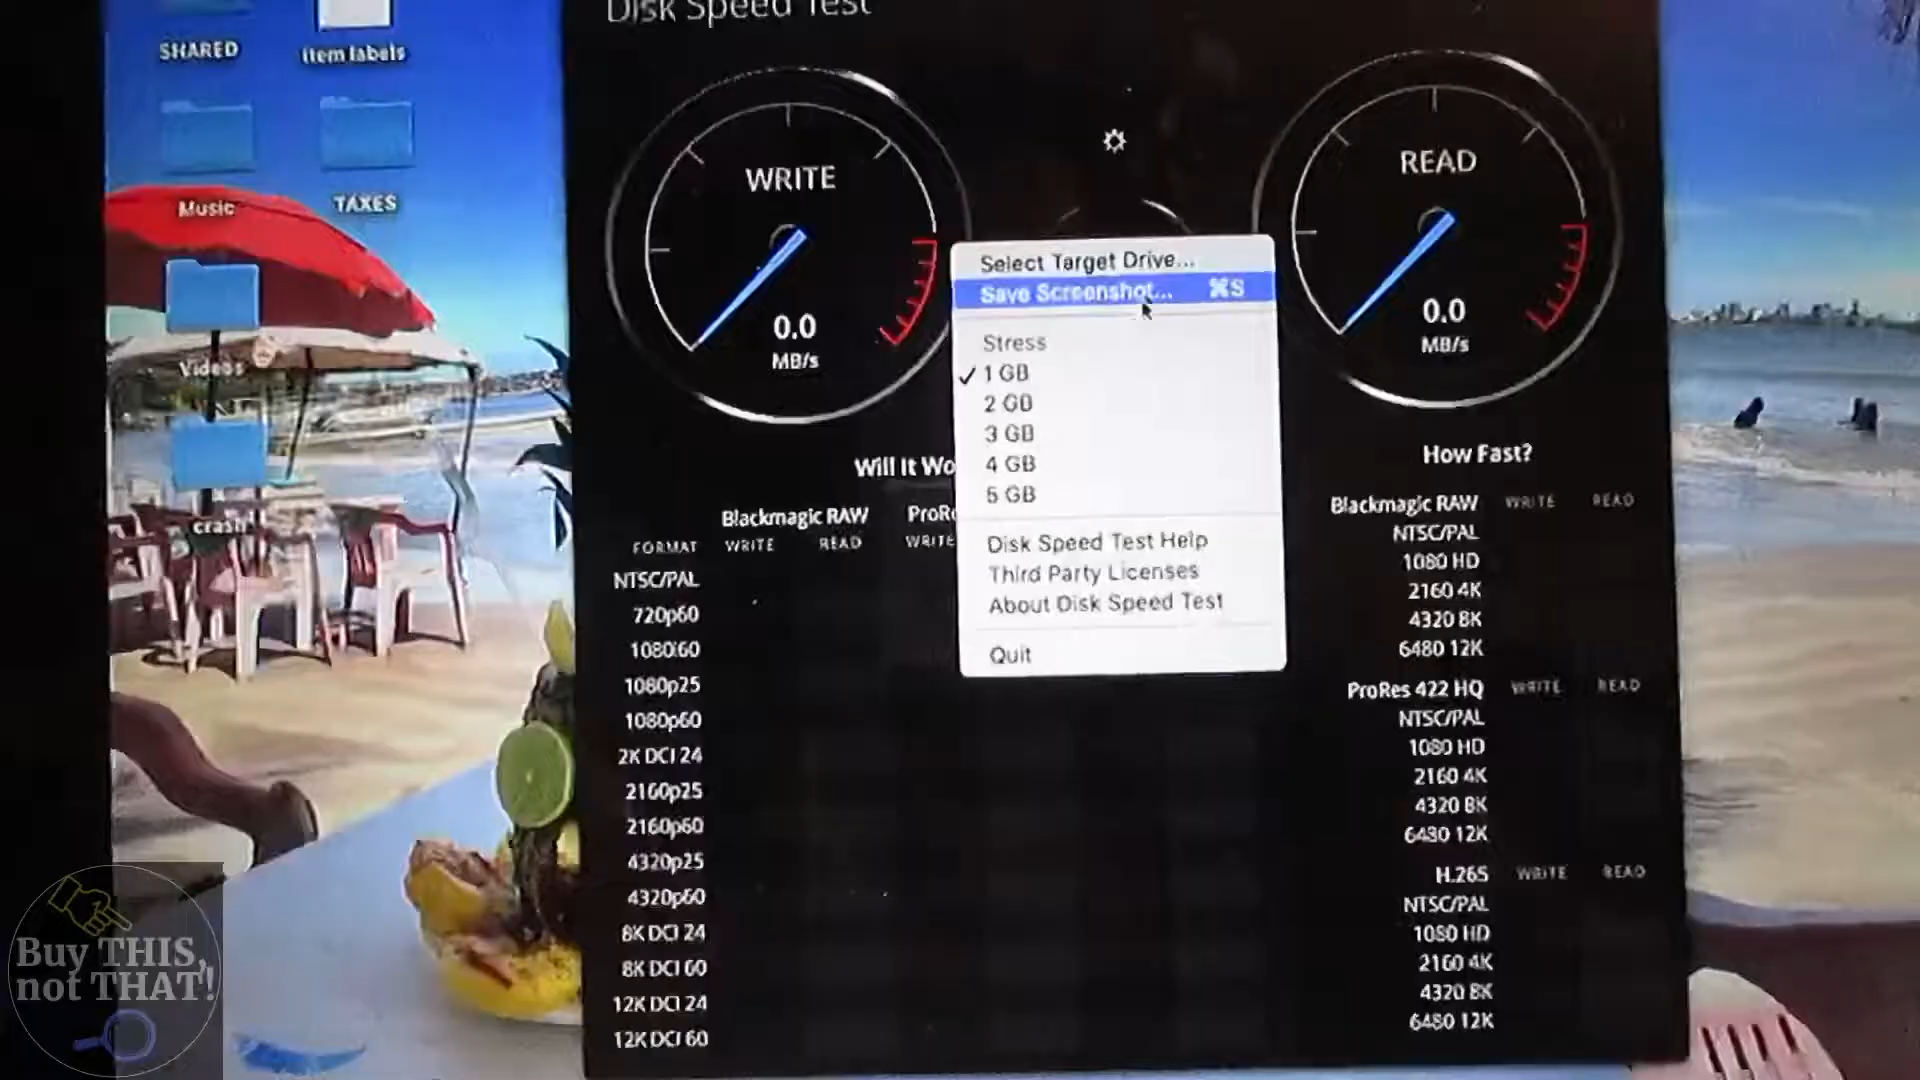 Disk Speed Test
SHARED
item labels
Music
TAXES
Videos
crash
WRITE
0.0
MB/s
READ
0.0
MB/s
Select Target Drive...
Save Screenshot... ⌘S
Stress
✓ 1 GB
2 GB
3 GB
4 GB
5 GB
Disk Speed Test Help
Third Party Licenses
About Disk Speed Test
Quit
Will It Wo
Blackmagic RAW ProRe
FORMAT WRITE READ WRITE
NTSC/PAL
720p60
1080i60
1080p25
1080p60
2K DCI 24
2160p25
2160p60
4320p25
4320p60
8K DCI 24
8K DCI 60
12K DCI 24
12K DCI 60
How Fast?
Blackmagic RAW WRITE READ
NTSC/PAL
1080 HD
2160 4K
4320 8K
6480 12K
ProRes 422 HQ WRITE READ
NTSC/PAL
1080 HD
2160 4K
4320 8K
6480 12K
H.265 WRITE READ
NTSC/PAL
1080 HD
2160 4K
4320 8K
6480 12K
Buy THIS,
not THAT!